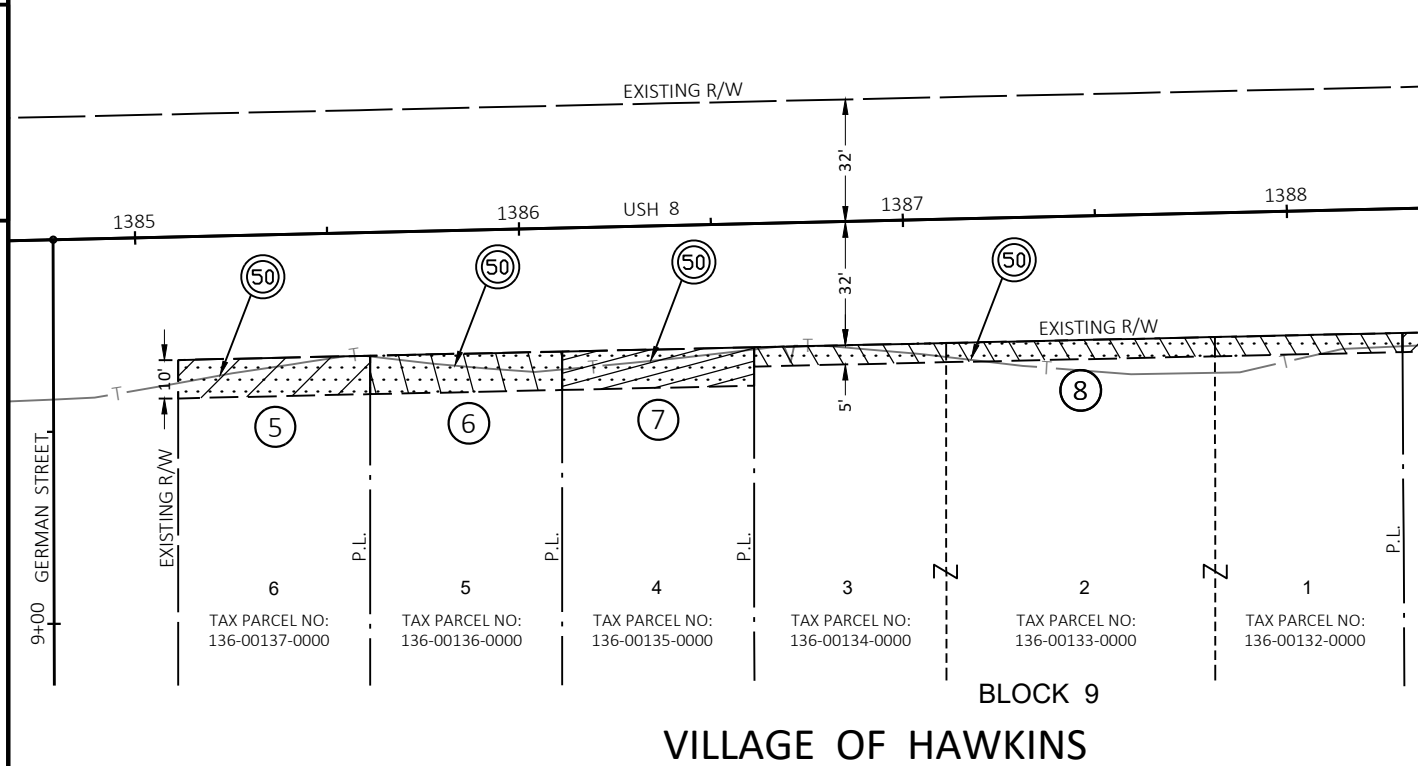 EXISTING R/W
32'
1385
1386
USH 8
1387
1388
50
50
50
50
32'
EXISTING R/W
T
T
T
T
T
T
10'
5
6
7
8
5'
GERMAN STREET
9+00
EXISTING R/W
P.L.
P.L.
P.L.
P.L.
6
5
4
3
2
1
TAX PARCEL NO:
136-00137-0000
TAX PARCEL NO:
136-00136-0000
TAX PARCEL NO:
136-00135-0000
TAX PARCEL NO:
136-00134-0000
TAX PARCEL NO:
136-00133-0000
TAX PARCEL NO:
136-00132-0000
BLOCK 9
VILLAGE OF HAWKINS